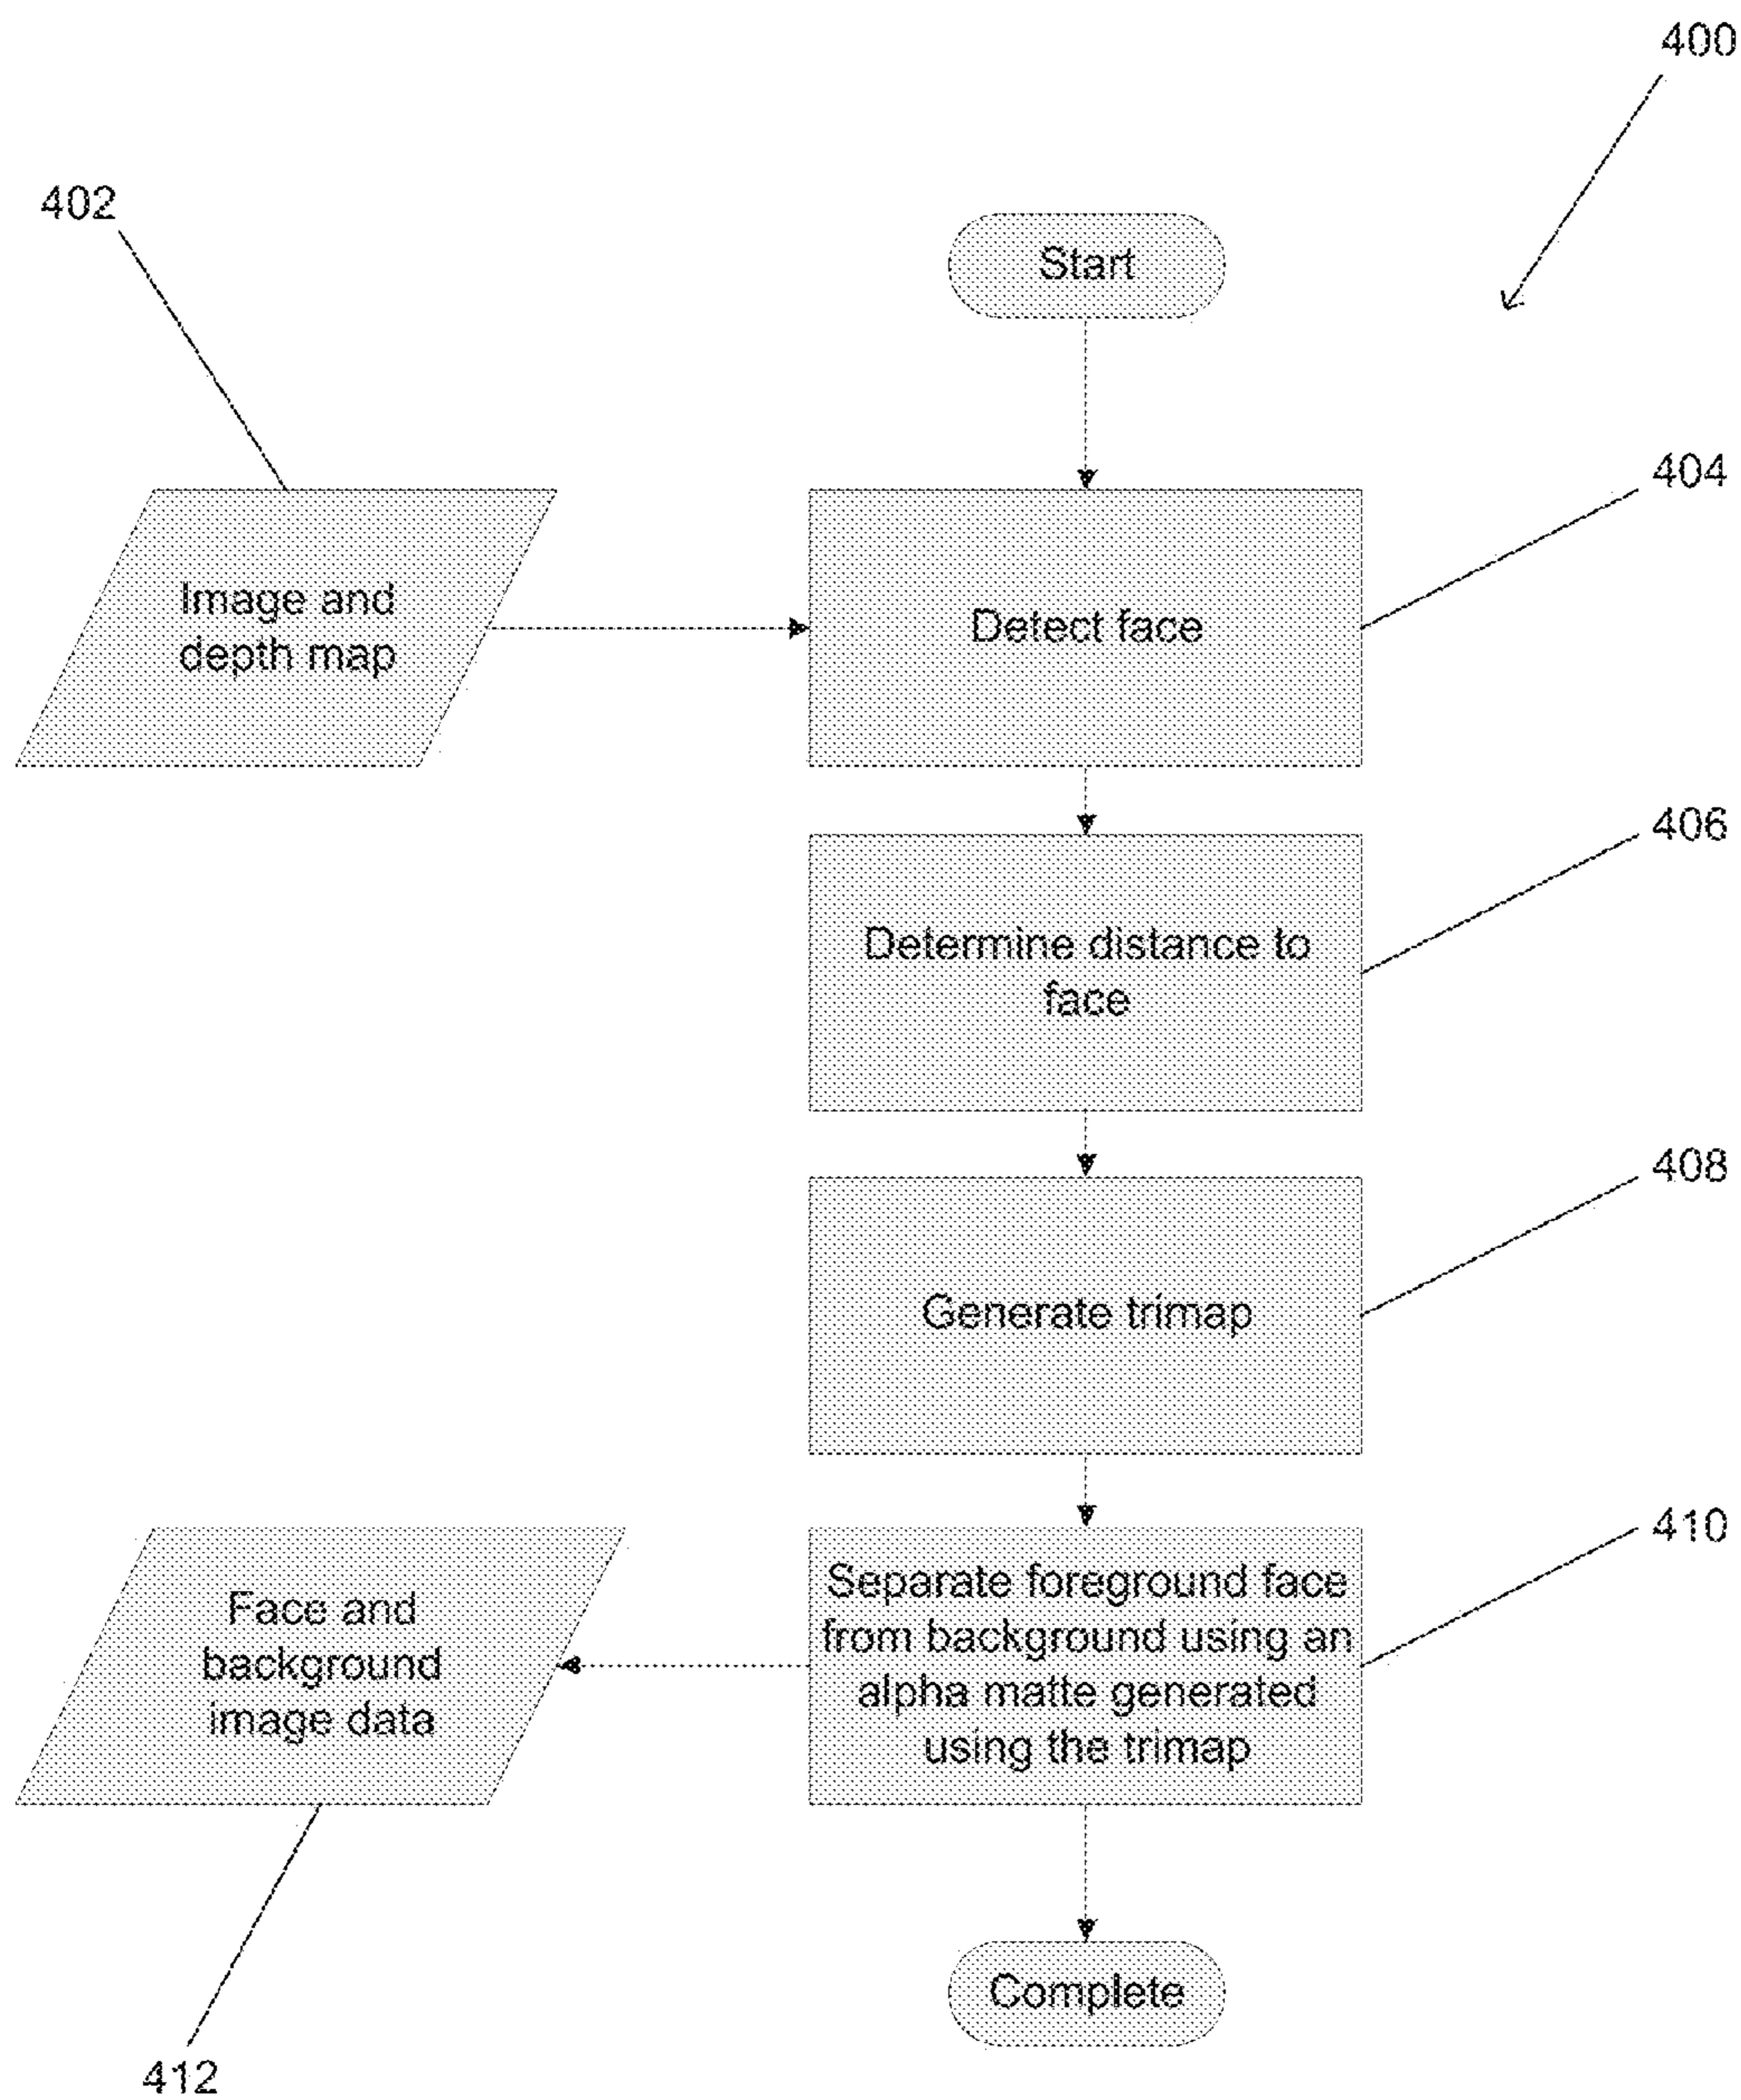 400
402
Start
404
Image and
depth map
Detect face
406
Determine distance to
face
408
Generate trimap
410
Separate foreground face
from background using an
alpha matte generated
using the trimap
Face and
background
image data
Complete
412